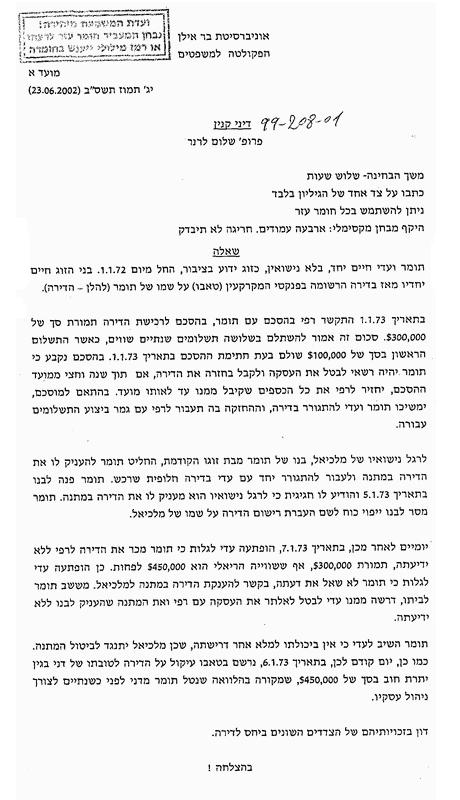 ועדת המשמעת מזהירה:
נבחן המעביר חומר עזר לרעהו
או רמז מילולי ייענש בחומרה
אוניברסיטת בר אילן
הפקולטה למשפטים
מועד א
יג' תמוז תשס"ב (23.06.2002)
דיני קנין 99-208-01
פרופ' שלום לרנר
משך הבחינה- שלוש שעות
כתבו על צד אחד של הגיליון בלבד
ניתן להשתמש בכל חומר עזר
היקף מבחן מקסימלי: ארבעה עמודים. חריגה לא תיבדק
שאלה
תומר ועדי חיים יחד, בלא נישואין, כזוג ידוע בציבור, החל מיום 1.1.72. בני הזוג חיים
יחדיו מאז בדירה הרשומה בפנקסי המקרקעין (טאבו) על שמו של תומר (להלן – הדירה).
בתאריך 1.1.73 התקשר רפי בהסכם עם תומר, בהסכם לרכישת הדירה תמורת סך של
$300,000. סכום זה אמור להשתלם בשלושה תשלומים שנתיים שווים, כאשר התשלום
הראשון בסך של $100,000 שולם בעת חתימת ההסכם בתאריך 1.1.73. בהסכם נקבע כי
תומר יהיה רשאי לבטל את העסקה ולקבל בחזרה את הדירה, אם תוך שנה וחצי ממועד
ההסכם, יחזיר לרפי את כל הכספים שקיבל ממנו עד לאותו מועד. בהתאם למוסכם,
ימשיכו תומר ועדי להתגורר בדירה, וההחזקה בה תעבור לרפי עם גמר ביצוע התשלומים
עבורה.
לרגל נישואיו של מלכיאל, בנו של תומר מבת זוגו הקודמת, החליט תומר להעניק לו את
הדירה במתנה ולעבור להתגורר יחד עם עדי בדירה חלופית שרכש. תומר פנה לבנו
בתאריך 5.1.73 והודיע לו חגיגית כי לרגל נישואיו הוא מעניק לו את הדירה במתנה. תומר
מסר לבנו ייפוי כוח לשם העברת רישום הדירה על שמו של מלכיאל.
יומיים לאחר מכן, בתאריך 7.1.73, הופתעה עדי לגלות כי תומר מכר את הדירה לרפי ללא
ידיעתה, תמורת $300,000, אף ששווייה הריאלי הוא $450,000 לפחות. כן הופתעה עדי
לגלות כי תומר לא שאל את דעתה, בקשר להענקת הדירה במתנה למלכיאל. משעשב תומר
לביתו, דרשה ממנו עדי לבטל לאלתר את העסקה עם רפי ואת המתנה שהעניק לבנו ללא
ידיעתה.
תומר השיב לעדי כי אין ביכולתו למלא אחר דרישתה, שכן מלכיאל יתנגד לביטול המתנה.
כמו כן, יום קודם לכן, בתאריך 6.1.73, נרשם בטאבו עיקול על הדירה לטובתו של דני בגין
יתרת חוב בסך של $450,000, שמקורה בהלוואה שנטל תומר מדני לפני כשנתיים לצורך
ניהול עסקיו.
דון בזכויותיהם של הצדדים השונים ביחס לדירה.
בהצלחה !